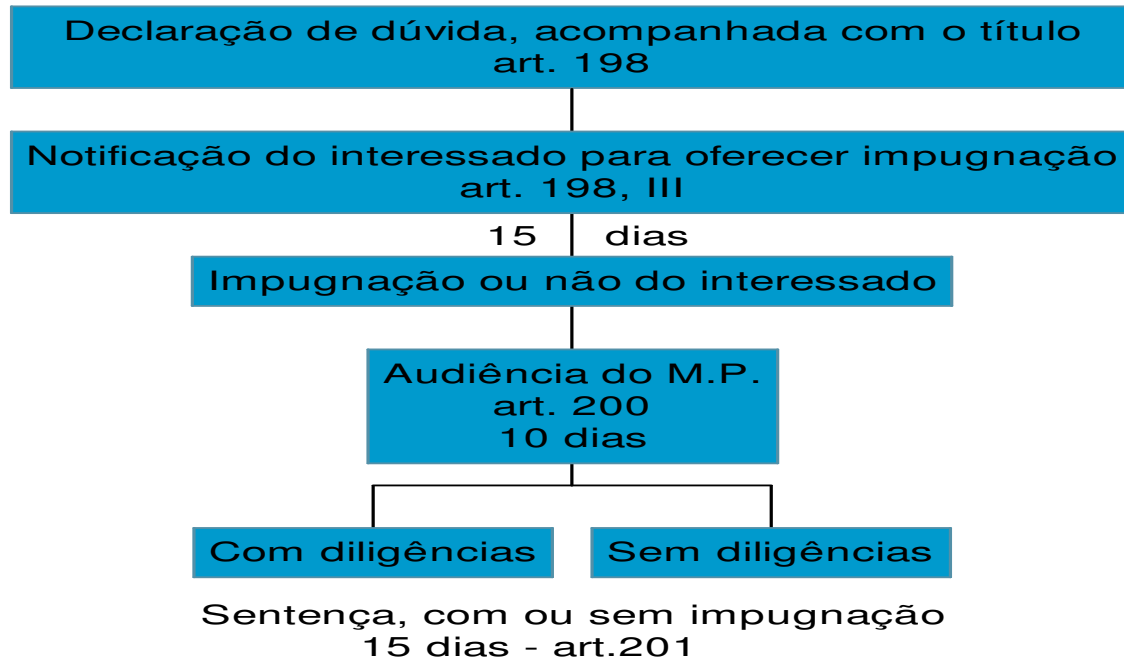 Declaração de dúvida, acompanhada com o título
art. 198
Notificação do interessado para oferecer impugnação
art. 198, III
15 dias
Impugnação ou não do interessado
Audiência do M.P.
art. 200
10 dias
Com diligências
Sem diligências
Sentença, com ou sem impugnação
15 dias - art.201